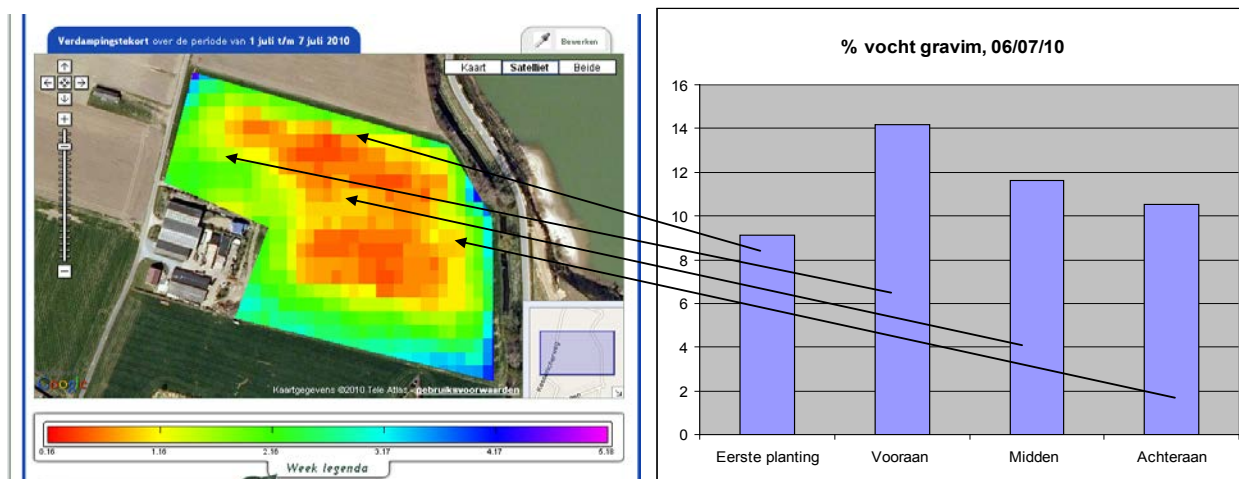 Verdampingstekort over de periode van 1 juli t/m 7 juli 2010
Bewerken
Kaart Satelliet Beide
Google
Kaartgegevens ©2010 Tele Atlas - gebruiksvoorwaarden
0.16 1.16 2.16 3.17 4.17 5.18
Week legenda
% vocht gravim, 06/07/10
16
14
12
10
8
6
4
2
0
Eerste planting Vooraan Midden Achteraan